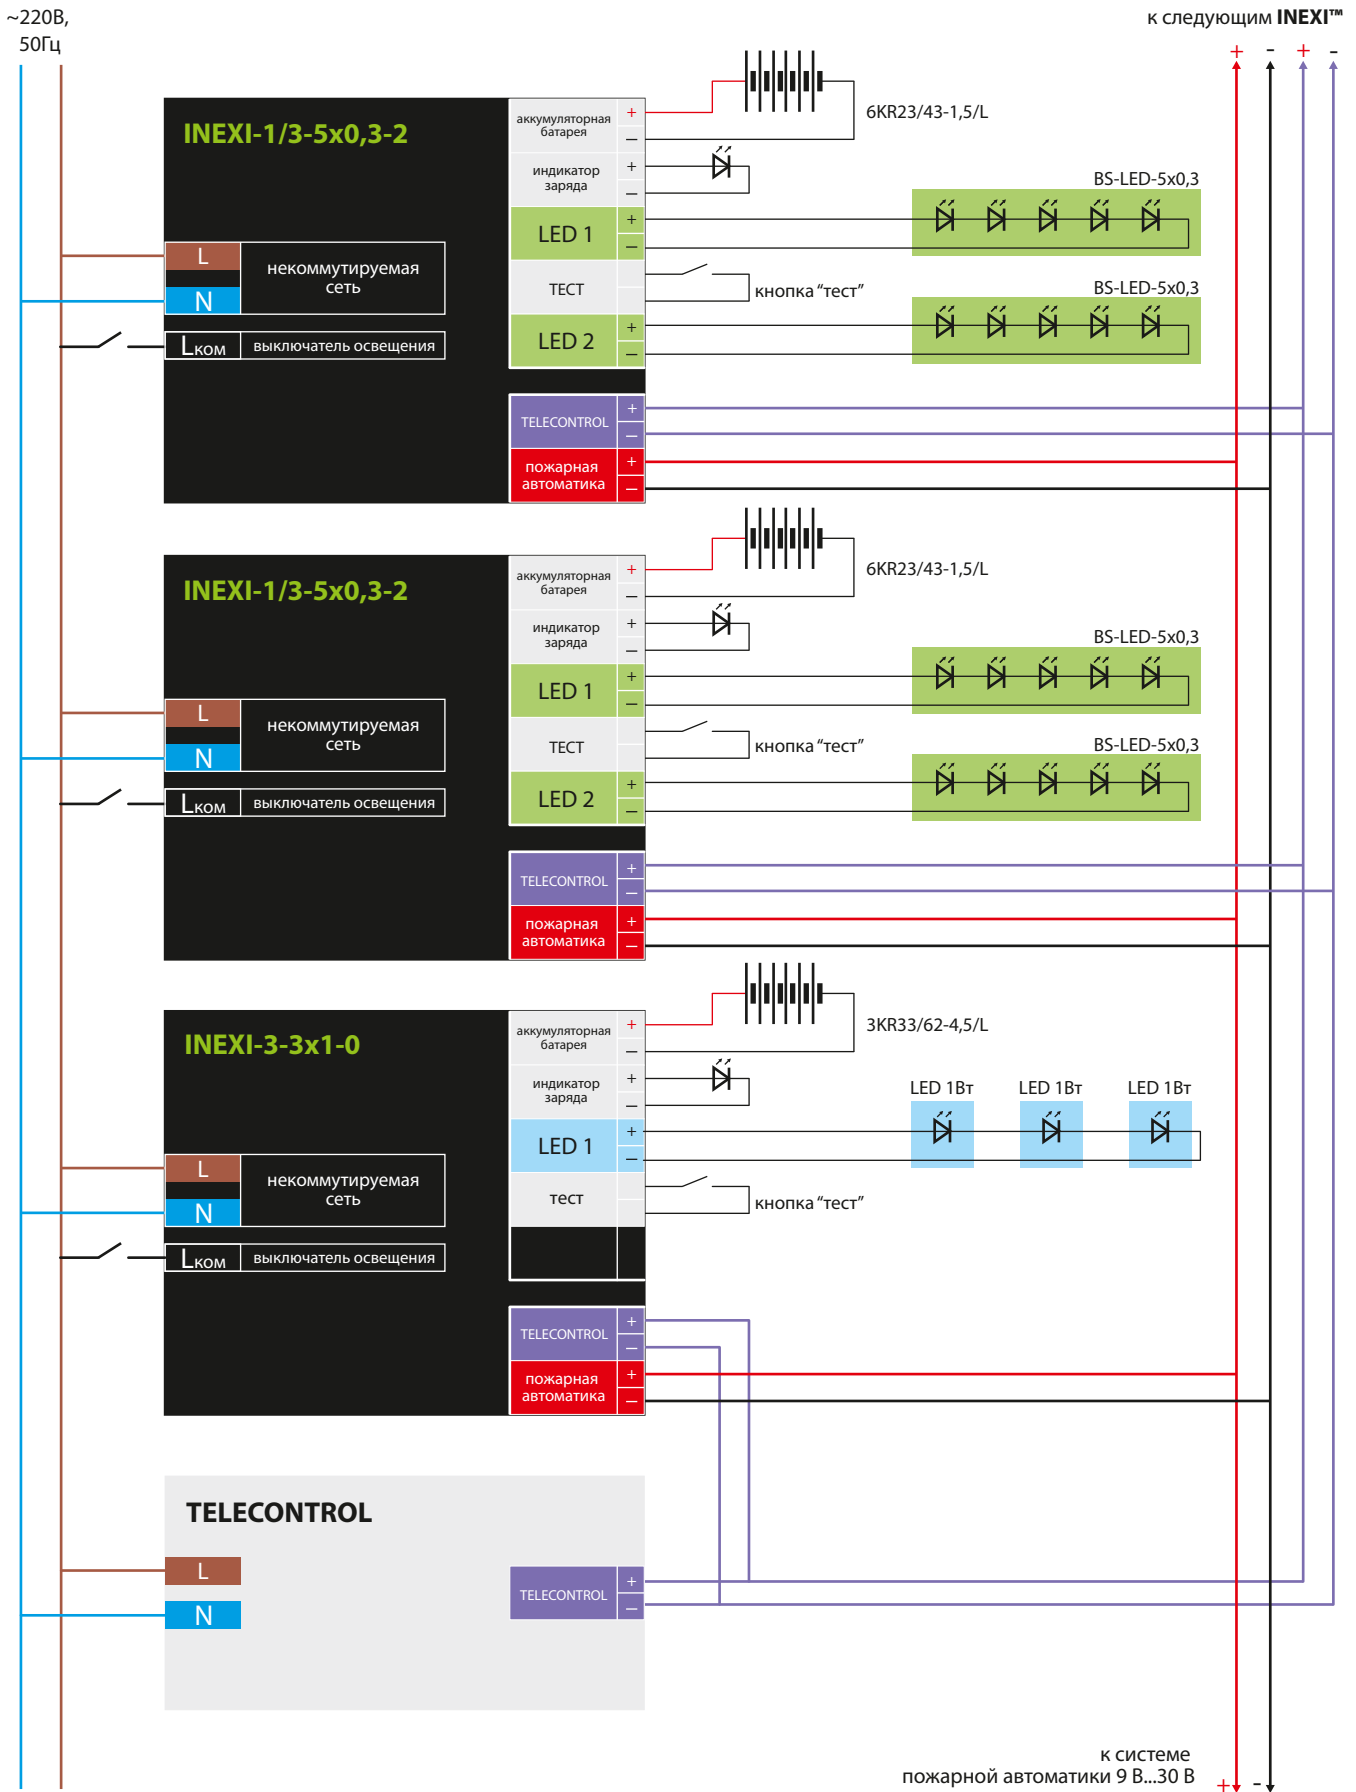 ~220В,
50Гц
к следующим INEXI™
+ - + -
INEXI-1/3-5x0,3-2
аккумуляторная
батарея
+
–
6KR23/43-1,5/L
индикатор
заряда
+
–
BS-LED-5x0,3
LED 1
+
–
L
N
некоммутируемая
сеть
ТЕСТ
кнопка “тест”
BS-LED-5x0,3
LED 2
+
–
Lком
выключатель освещения
TELECONTROL
+
–
пожарная
автоматика
+
–
INEXI-1/3-5x0,3-2
аккумуляторная
батарея
+
–
6KR23/43-1,5/L
индикатор
заряда
+
–
BS-LED-5x0,3
LED 1
+
–
L
N
некоммутируемая
сеть
ТЕСТ
кнопка “тест”
BS-LED-5x0,3
LED 2
+
–
Lком
выключатель освещения
TELECONTROL
+
–
пожарная
автоматика
+
–
INEXI-3-3x1-0
аккумуляторная
батарея
+
–
3KR33/62-4,5/L
индикатор
заряда
+
–
LED 1Вт LED 1Вт LED 1Вт
LED 1
+
–
L
N
некоммутируемая
сеть
тест
кнопка “тест”
Lком
выключатель освещения
TELECONTROL
+
–
пожарная
автоматика
+
–
TELECONTROL
L
N
TELECONTROL
+
–
к системе
пожарной автоматики 9 В...30 В
+ -